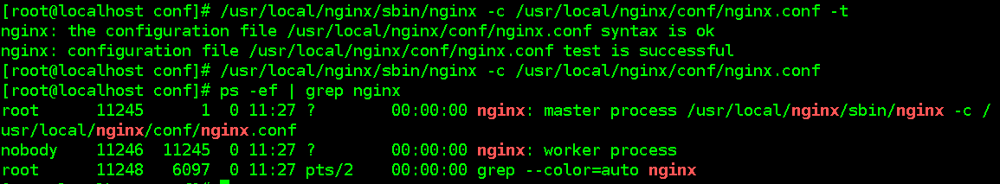 [root@localhost conf]# /usr/local/nginx/sbin/nginx -c /usr/local/nginx/conf/nginx.conf -t
nginx: the configuration file /usr/local/nginx/conf/nginx.conf syntax is ok
nginx: configuration file /usr/local/nginx/conf/nginx.conf test is successful
[root@localhost conf]# /usr/local/nginx/sbin/nginx -c /usr/local/nginx/conf/nginx.conf
[root@localhost conf]# ps -ef | grep nginx
root      11245      1  0 11:27 ?        00:00:00 nginx: master process /usr/local/nginx/sbin/nginx -c /
usr/local/nginx/conf/nginx.conf
nobody    11246  11245  0 11:27 ?        00:00:00 nginx: worker process
root      11248   6097  0 11:27 pts/2    00:00:00 grep --color=auto nginx
[root@localhost conf]#